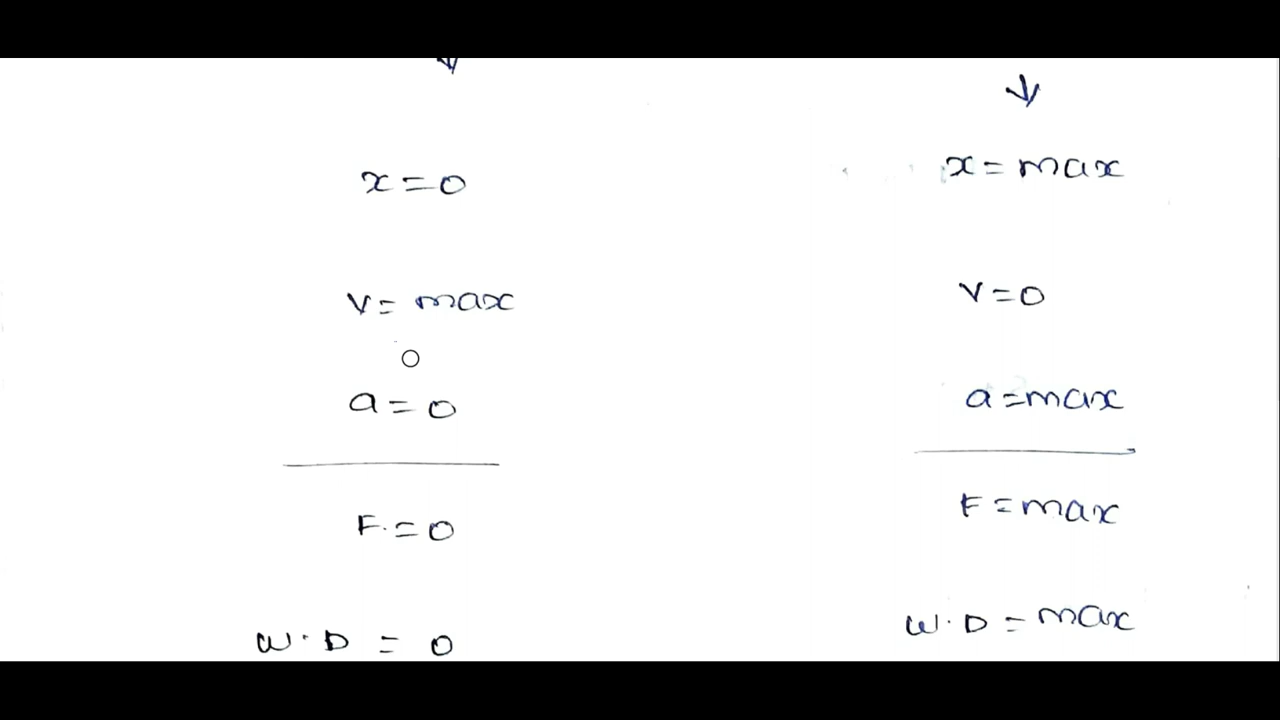 x = 0
v = max
a = 0
F. = 0
W.D = 0
x = max
v = 0
a = max
F = max
W.D = max